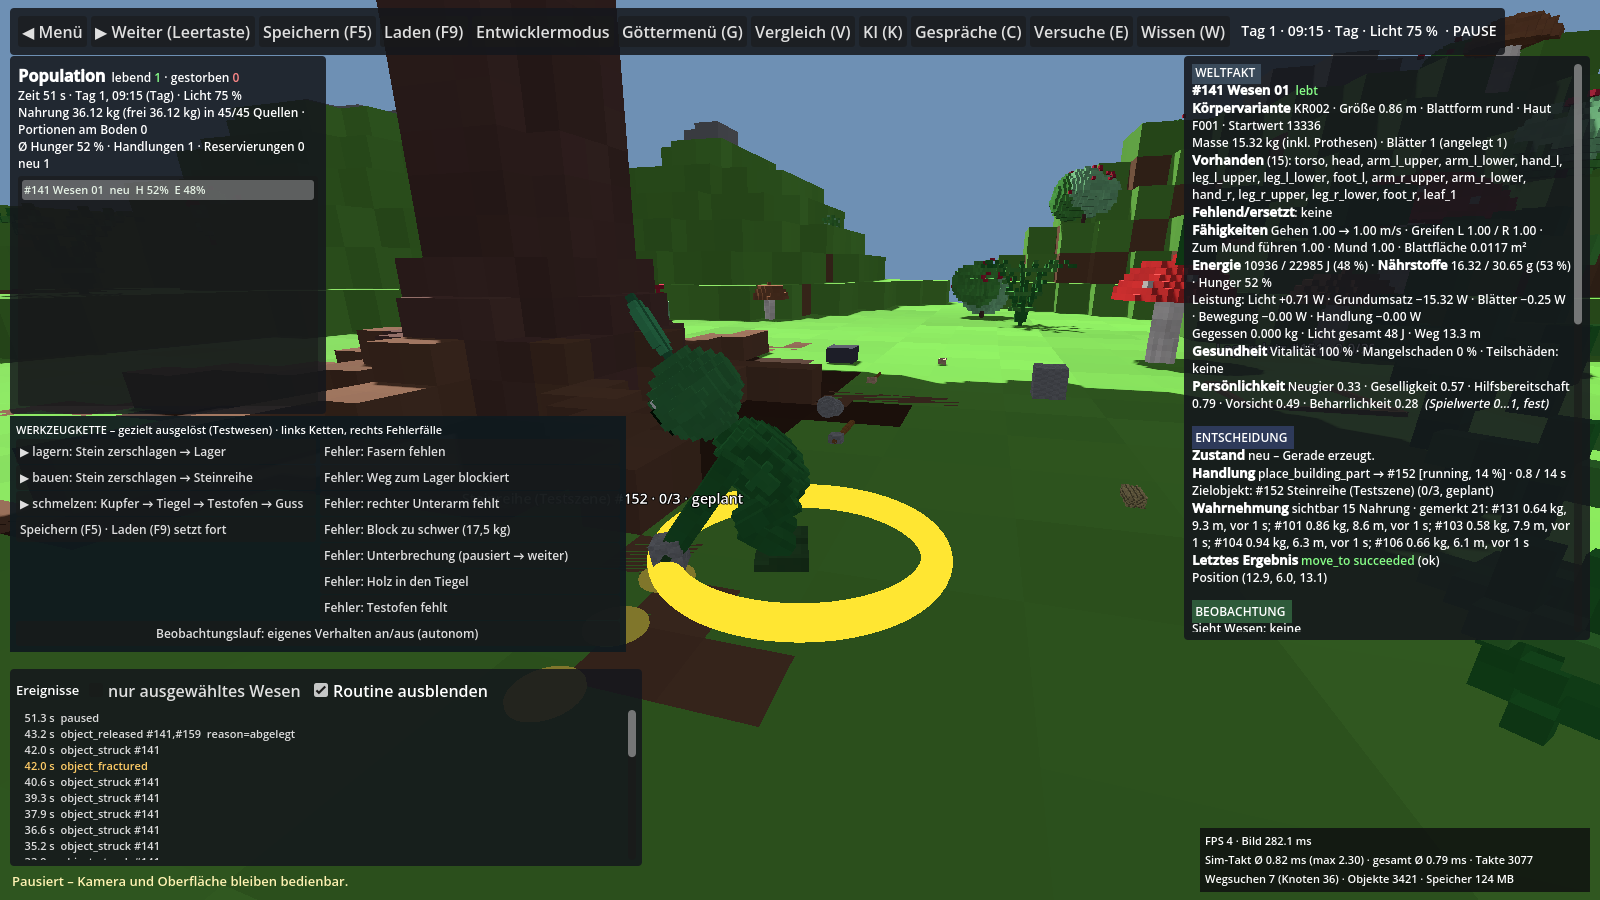 ◀ Menü ▶ Weiter (Leertaste) Speichern (F5) Laden (F9) Entwicklermodus Göttermenü (G) Vergleich (V) KI (K) Gespräche (C) Versuche (E) Wissen (W) Tag 1 · 09:15 · Tag · Licht 75 % · PAUSE
Population lebend 1 · gestorben 0
Zeit 51 s · Tag 1, 09:15 (Tag) · Licht 75 %
Nahrung 36.12 kg (frei 36.12 kg) in 45/45 Quellen ·
Portionen am Boden 0
Ø Hunger 52 % · Handlungen 1 · Reservierungen 0
neu 1
#141 Wesen 01 neu H 52% E 48%
WERKZEUGKETTE – gezielt ausgelöst (Testwesen) · links Ketten, rechts Fehlerfälle
▶ lagern: Stein zerschlagen → Lager
▶ bauen: Stein zerschlagen → Steinreihe
▶ schmelzen: Kupfer → Tiegel → Testofen → Guss
Speichern (F5) · Laden (F9) setzt fort
Fehler: Fasern fehlen
Fehler: Weg zum Lager blockiert
Fehler: rechter Unterarm fehlt
Fehler: Block zu schwer (17,5 kg)
Fehler: Unterbrechung (pausiert → weiter)
Fehler: Holz in den Tiegel
Fehler: Testofen fehlt
Beobachtungslauf: eigenes Verhalten an/aus (autonom)
152 · 0/3 · geplant
Ereignisse nur ausgewähltes Wesen Routine ausblenden
51.3 s paused
43.2 s object_released #141,#159 reason=abgelegt
42.0 s object_struck #141
42.0 s object_fractured
40.6 s object_struck #141
39.3 s object_struck #141
37.9 s object_struck #141
36.6 s object_struck #141
35.2 s object_struck #141
Pausiert – Kamera und Oberfläche bleiben bedienbar.
WELTFAKT
#141 Wesen 01 lebt
Körpervariante KR002 · Größe 0.86 m · Blattform rund · Haut
F001 · Startwert 13336
Masse 15.32 kg (inkl. Prothesen) · Blätter 1 (angelegt 1)
Vorhanden (15): torso, head, arm_l_upper, arm_l_lower, hand_l,
leg_l_upper, leg_l_lower, foot_l, arm_r_upper, arm_r_lower,
hand_r, leg_r_upper, leg_r_lower, foot_r, leaf_1
Fehlend/ersetzt: keine
Fähigkeiten Gehen 1.00 → 1.00 m/s · Greifen L 1.00 / R 1.00 ·
Zum Mund führen 1.00 · Mund 1.00 · Blattfläche 0.0117 m²
Energie 10936 / 22985 J (48 %) · Nährstoffe 16.32 / 30.65 g (53 %)
· Hunger 52 %
Leistung: Licht +0.71 W · Grundumsatz −15.32 W · Blätter −0.25 W
· Bewegung −0.00 W · Handlung −0.00 W
Gegessen 0.000 kg · Licht gesamt 48 J · Weg 13.3 m
Gesundheit Vitalität 100 % · Mangelschaden 0 % · Teilschäden:
keine
Persönlichkeit Neugier 0.33 · Geselligkeit 0.57 · Hilfsbereitschaft
0.79 · Vorsicht 0.49 · Beharrlichkeit 0.28 (Spielwerte 0…1, fest)
ENTSCHEIDUNG
Zustand neu – Gerade erzeugt.
Handlung place_building_part → #152 [running, 14 %] · 0.8 / 14 s
Zielobjekt: #152 Steinreihe (Testszene) (0/3, geplant)
Wahrnehmung sichtbar 15 Nahrung · gemerkt 21: #131 0.64 kg,
9.3 m, vor 1 s; #101 0.86 kg, 8.6 m, vor 1 s; #103 0.58 kg, 7.9 m, vor
1 s; #104 0.94 kg, 6.3 m, vor 1 s; #106 0.66 kg, 6.1 m, vor 1 s
Letztes Ergebnis move_to succeeded (ok)
Position (12.9, 6.0, 13.1)
BEOBACHTUNG
Sieht Wesen: keine
FPS 4 · Bild 282.1 ms
Sim-Takt Ø 0.82 ms (max 2.30) · gesamt Ø 0.79 ms · Takte 3077
Wegsuchen 7 (Knoten 36) · Objekte 3421 · Speicher 124 MB